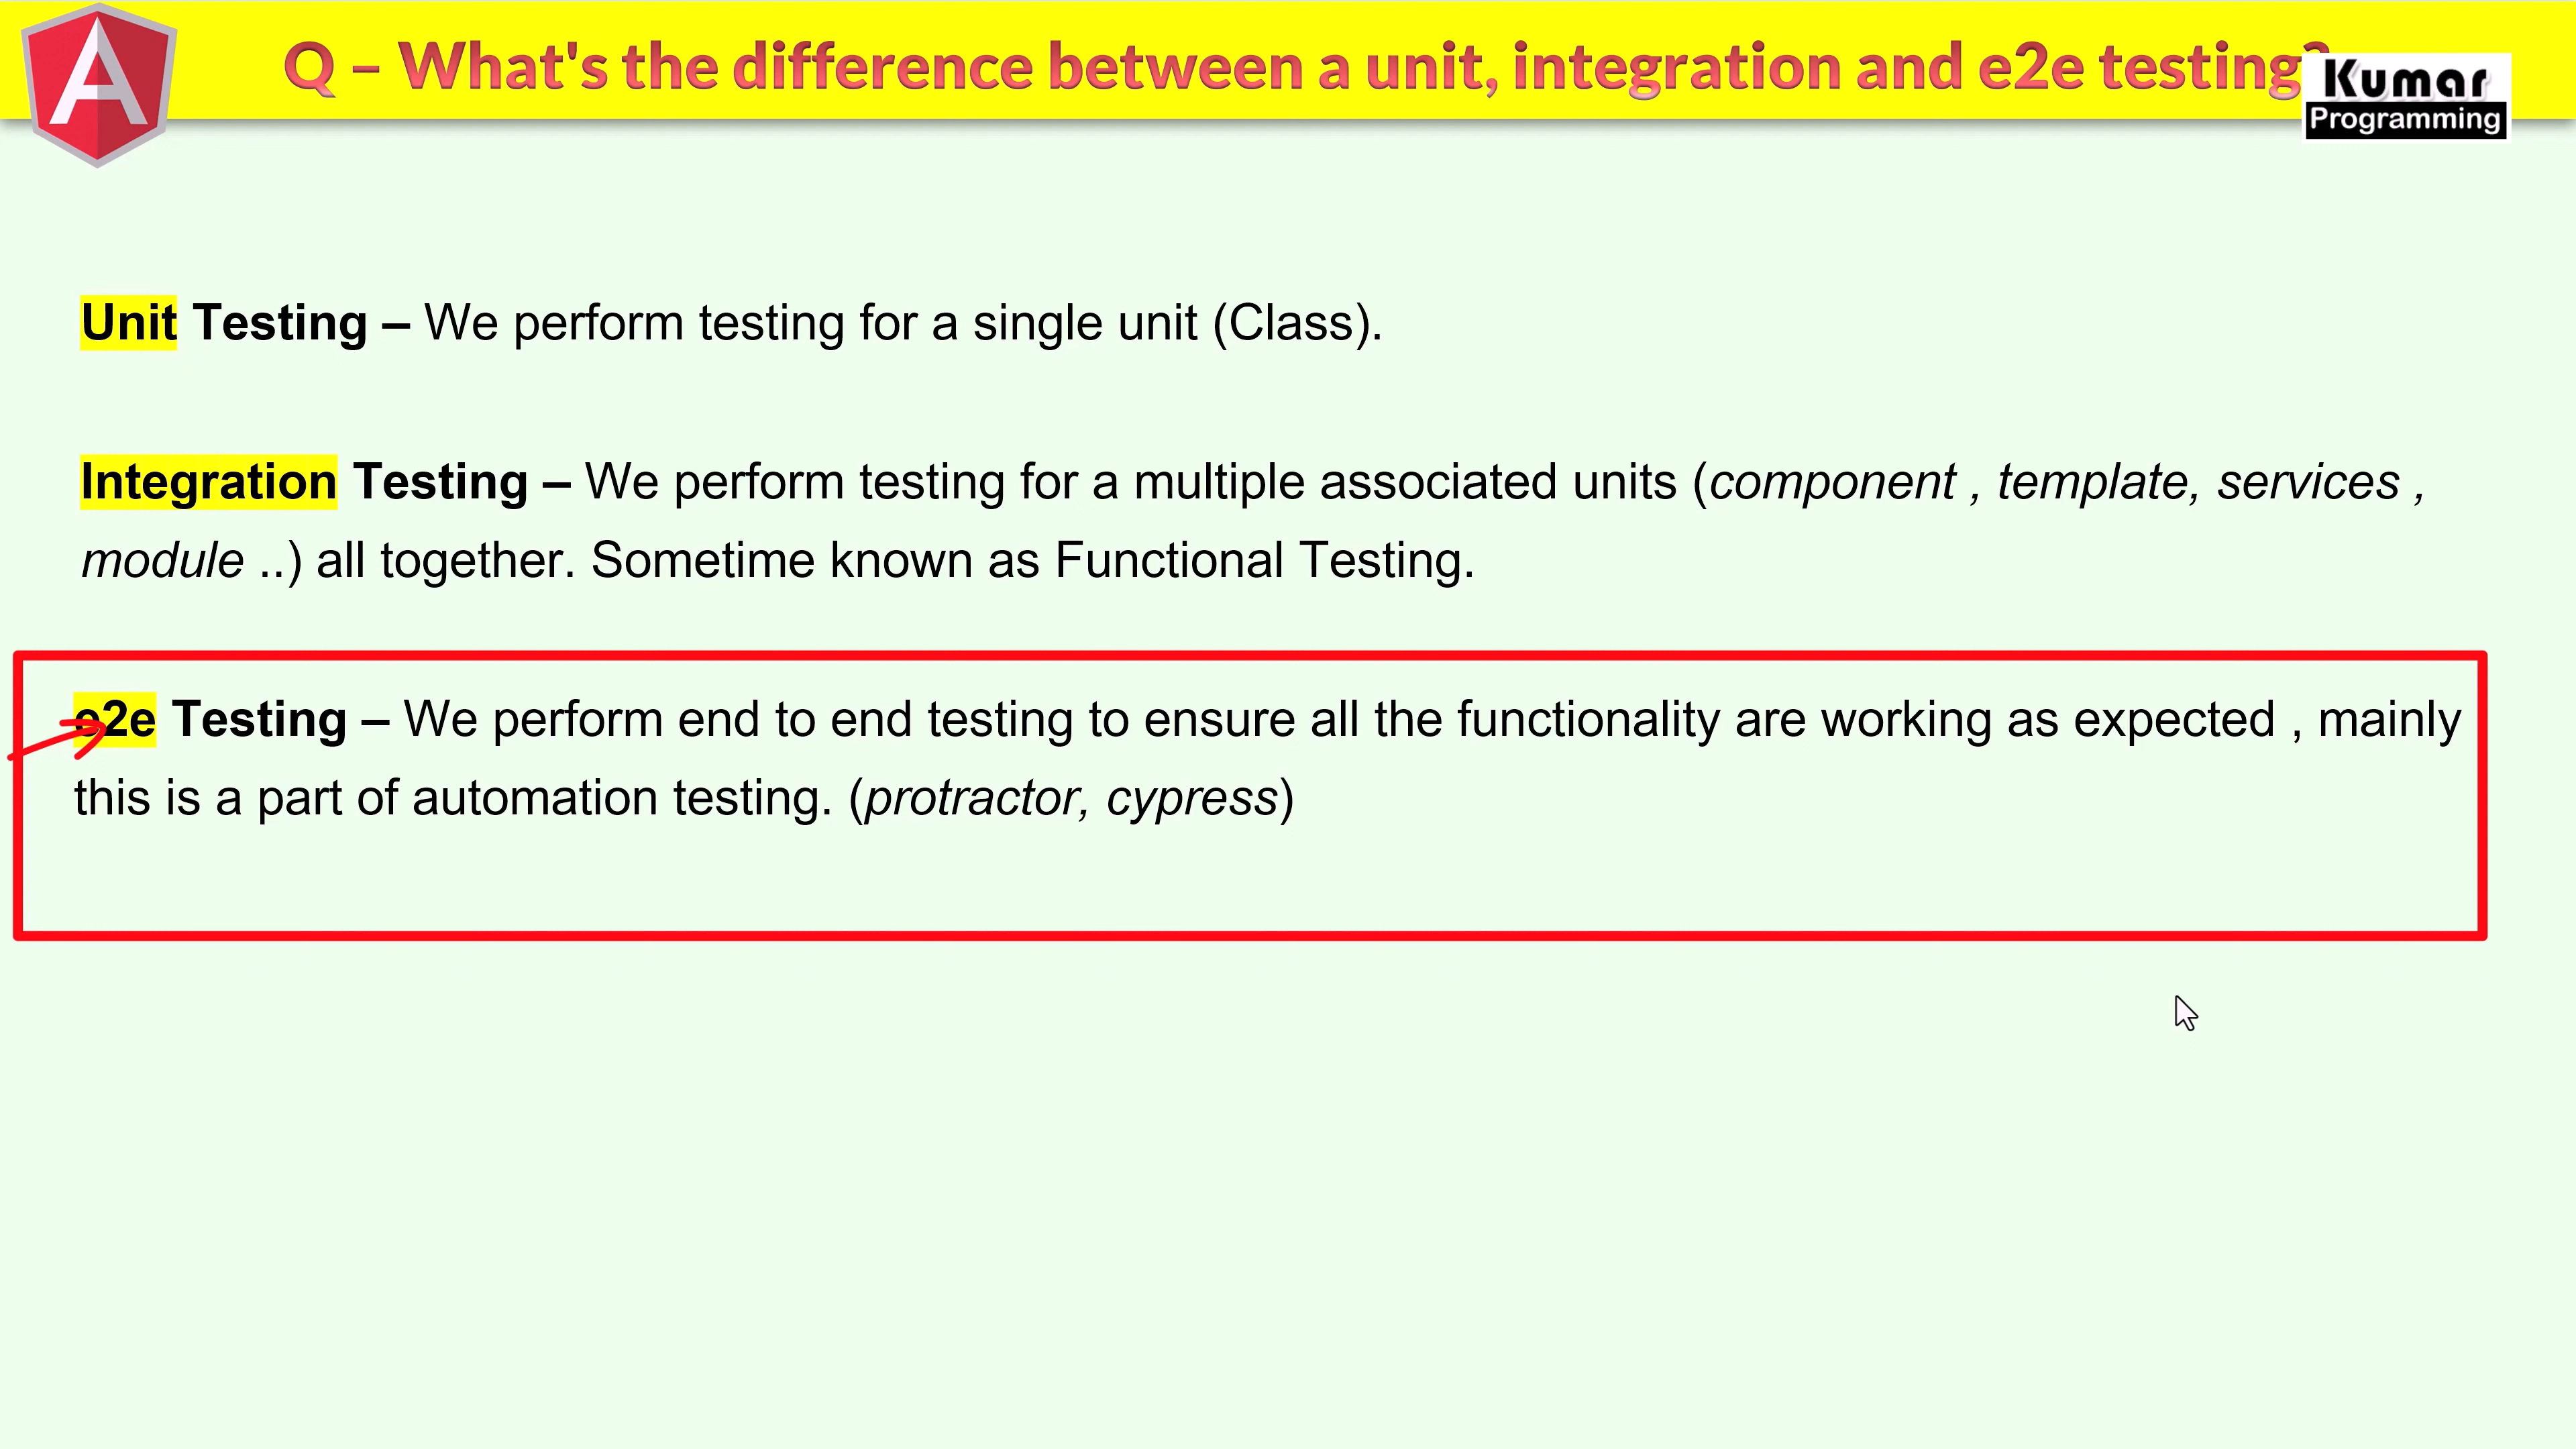 Q – What's the difference between a unit, integration and e2e testing?
Kumar
Programming
Unit Testing – We perform testing for a single unit (Class).
Integration Testing – We perform testing for a multiple associated units (component , template, services ,
module ..) all together. Sometime known as Functional Testing.
e2e Testing – We perform end to end testing to ensure all the functionality are working as expected , mainly
this is a part of automation testing. (protractor, cypress)